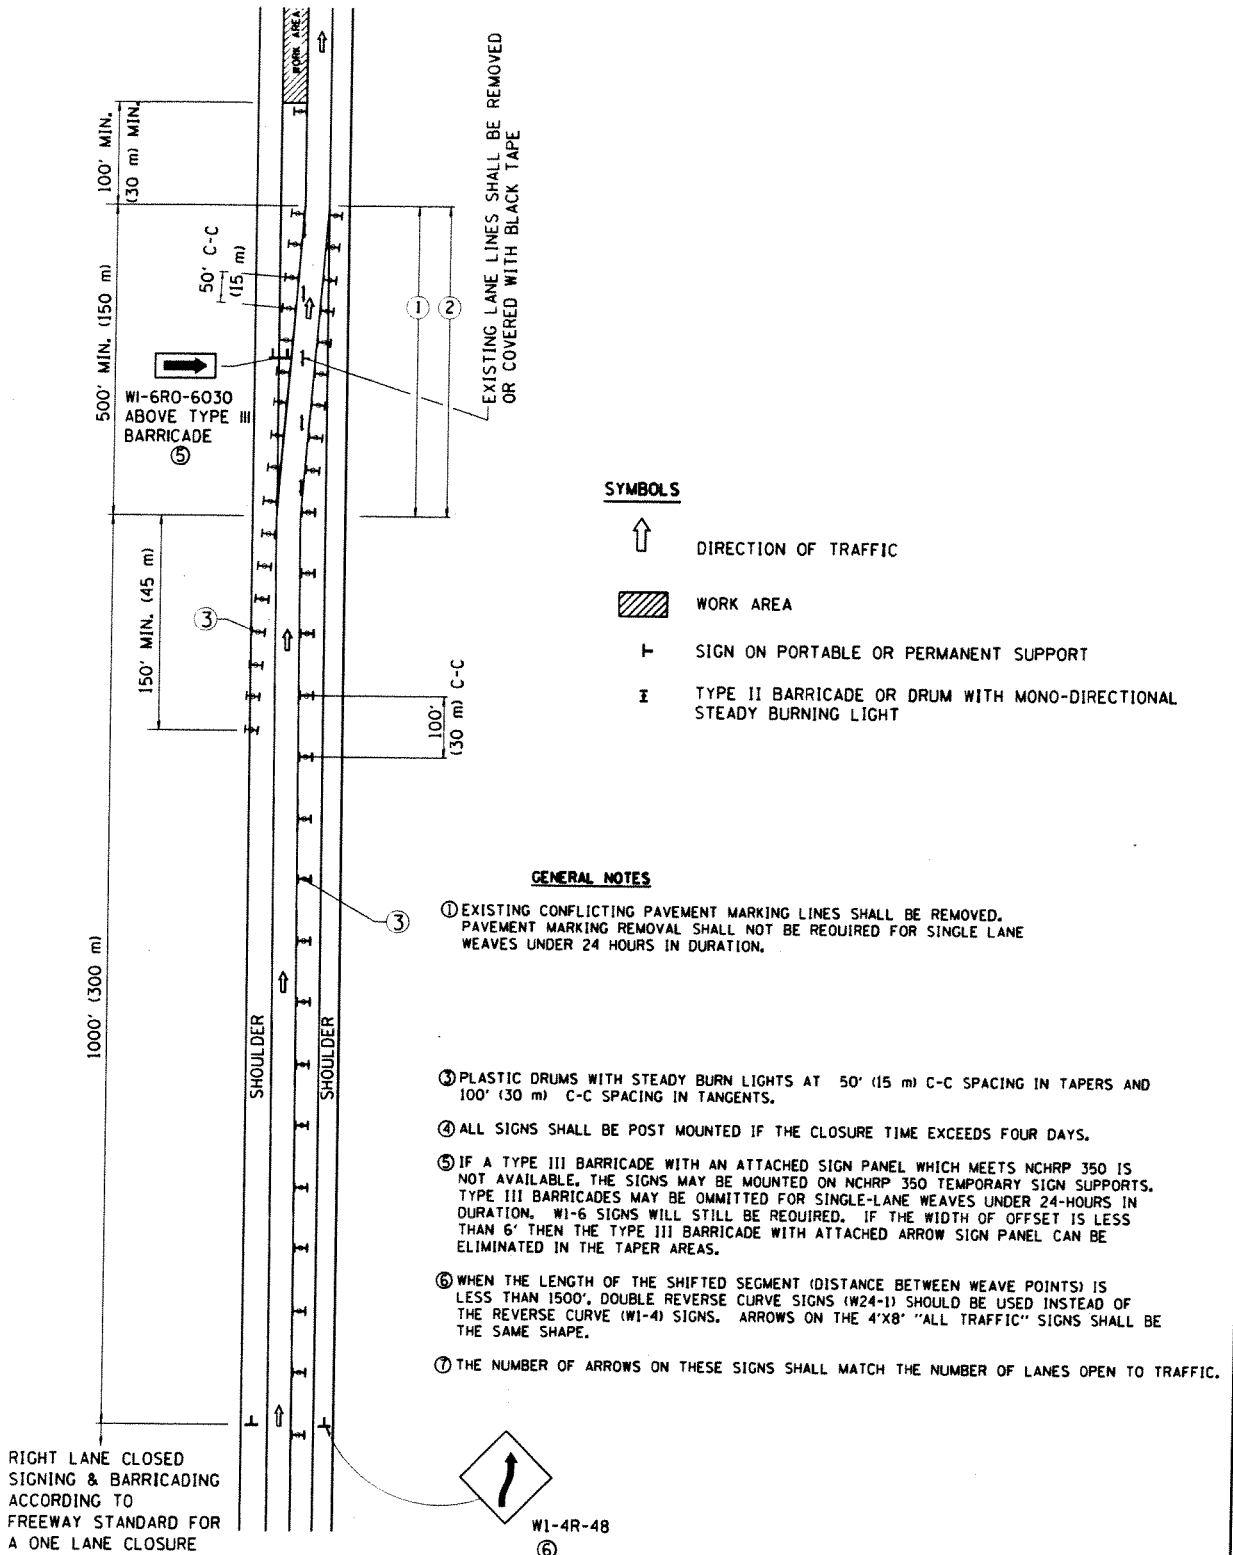 WORK AREA
100' MIN.
(30 m) MIN.
EXISTING LANE LINES SHALL BE REMOVED
OR COVERED WITH BLACK TAPE
50' C-C
(15 m)
500' MIN. (150 m)
1
2
WI-6RO-6030
ABOVE TYPE III
BARRICADE
5
150' MIN. (45 m)
3
100'
(30 m) C-C
3
1000' (300 m)
SHOULDER
SHOULDER
RIGHT LANE CLOSED
SIGNING & BARRICADING
ACCORDING TO
FREEWAY STANDARD FOR
A ONE LANE CLOSURE
W1-4R-48
6
SYMBOLS
DIRECTION OF TRAFFIC
WORK AREA
SIGN ON PORTABLE OR PERMANENT SUPPORT
TYPE II BARRICADE OR DRUM WITH MONO-DIRECTIONAL
STEADY BURNING LIGHT
GENERAL NOTES
1 EXISTING CONFLICTING PAVEMENT MARKING LINES SHALL BE REMOVED.
PAVEMENT MARKING REMOVAL SHALL NOT BE REQUIRED FOR SINGLE LANE
WEAVES UNDER 24 HOURS IN DURATION.
3 PLASTIC DRUMS WITH STEADY BURN LIGHTS AT 50' (15 m) C-C SPACING IN TAPERS AND
100' (30 m) C-C SPACING IN TANGENTS.
4 ALL SIGNS SHALL BE POST MOUNTED IF THE CLOSURE TIME EXCEEDS FOUR DAYS.
5 IF A TYPE III BARRICADE WITH AN ATTACHED SIGN PANEL WHICH MEETS NCHRP 350 IS
NOT AVAILABLE, THE SIGNS MAY BE MOUNTED ON NCHRP 350 TEMPORARY SIGN SUPPORTS.
TYPE III BARRICADES MAY BE OMMITTED FOR SINGLE-LANE WEAVES UNDER 24-HOURS IN
DURATION. W1-6 SIGNS WILL STILL BE REQUIRED. IF THE WIDTH OF OFFSET IS LESS
THAN 6' THEN THE TYPE III BARRICADE WITH ATTACHED ARROW SIGN PANEL CAN BE
ELIMINATED IN THE TAPER AREAS.
6 WHEN THE LENGTH OF THE SHIFTED SEGMENT (DISTANCE BETWEEN WEAVE POINTS) IS
LESS THAN 1500', DOUBLE REVERSE CURVE SIGNS (W24-1) SHOULD BE USED INSTEAD OF
THE REVERSE CURVE (W1-4) SIGNS. ARROWS ON THE 4'X8' "ALL TRAFFIC" SIGNS SHALL BE
THE SAME SHAPE.
7 THE NUMBER OF ARROWS ON THESE SIGNS SHALL MATCH THE NUMBER OF LANES OPEN TO TRAFFIC.